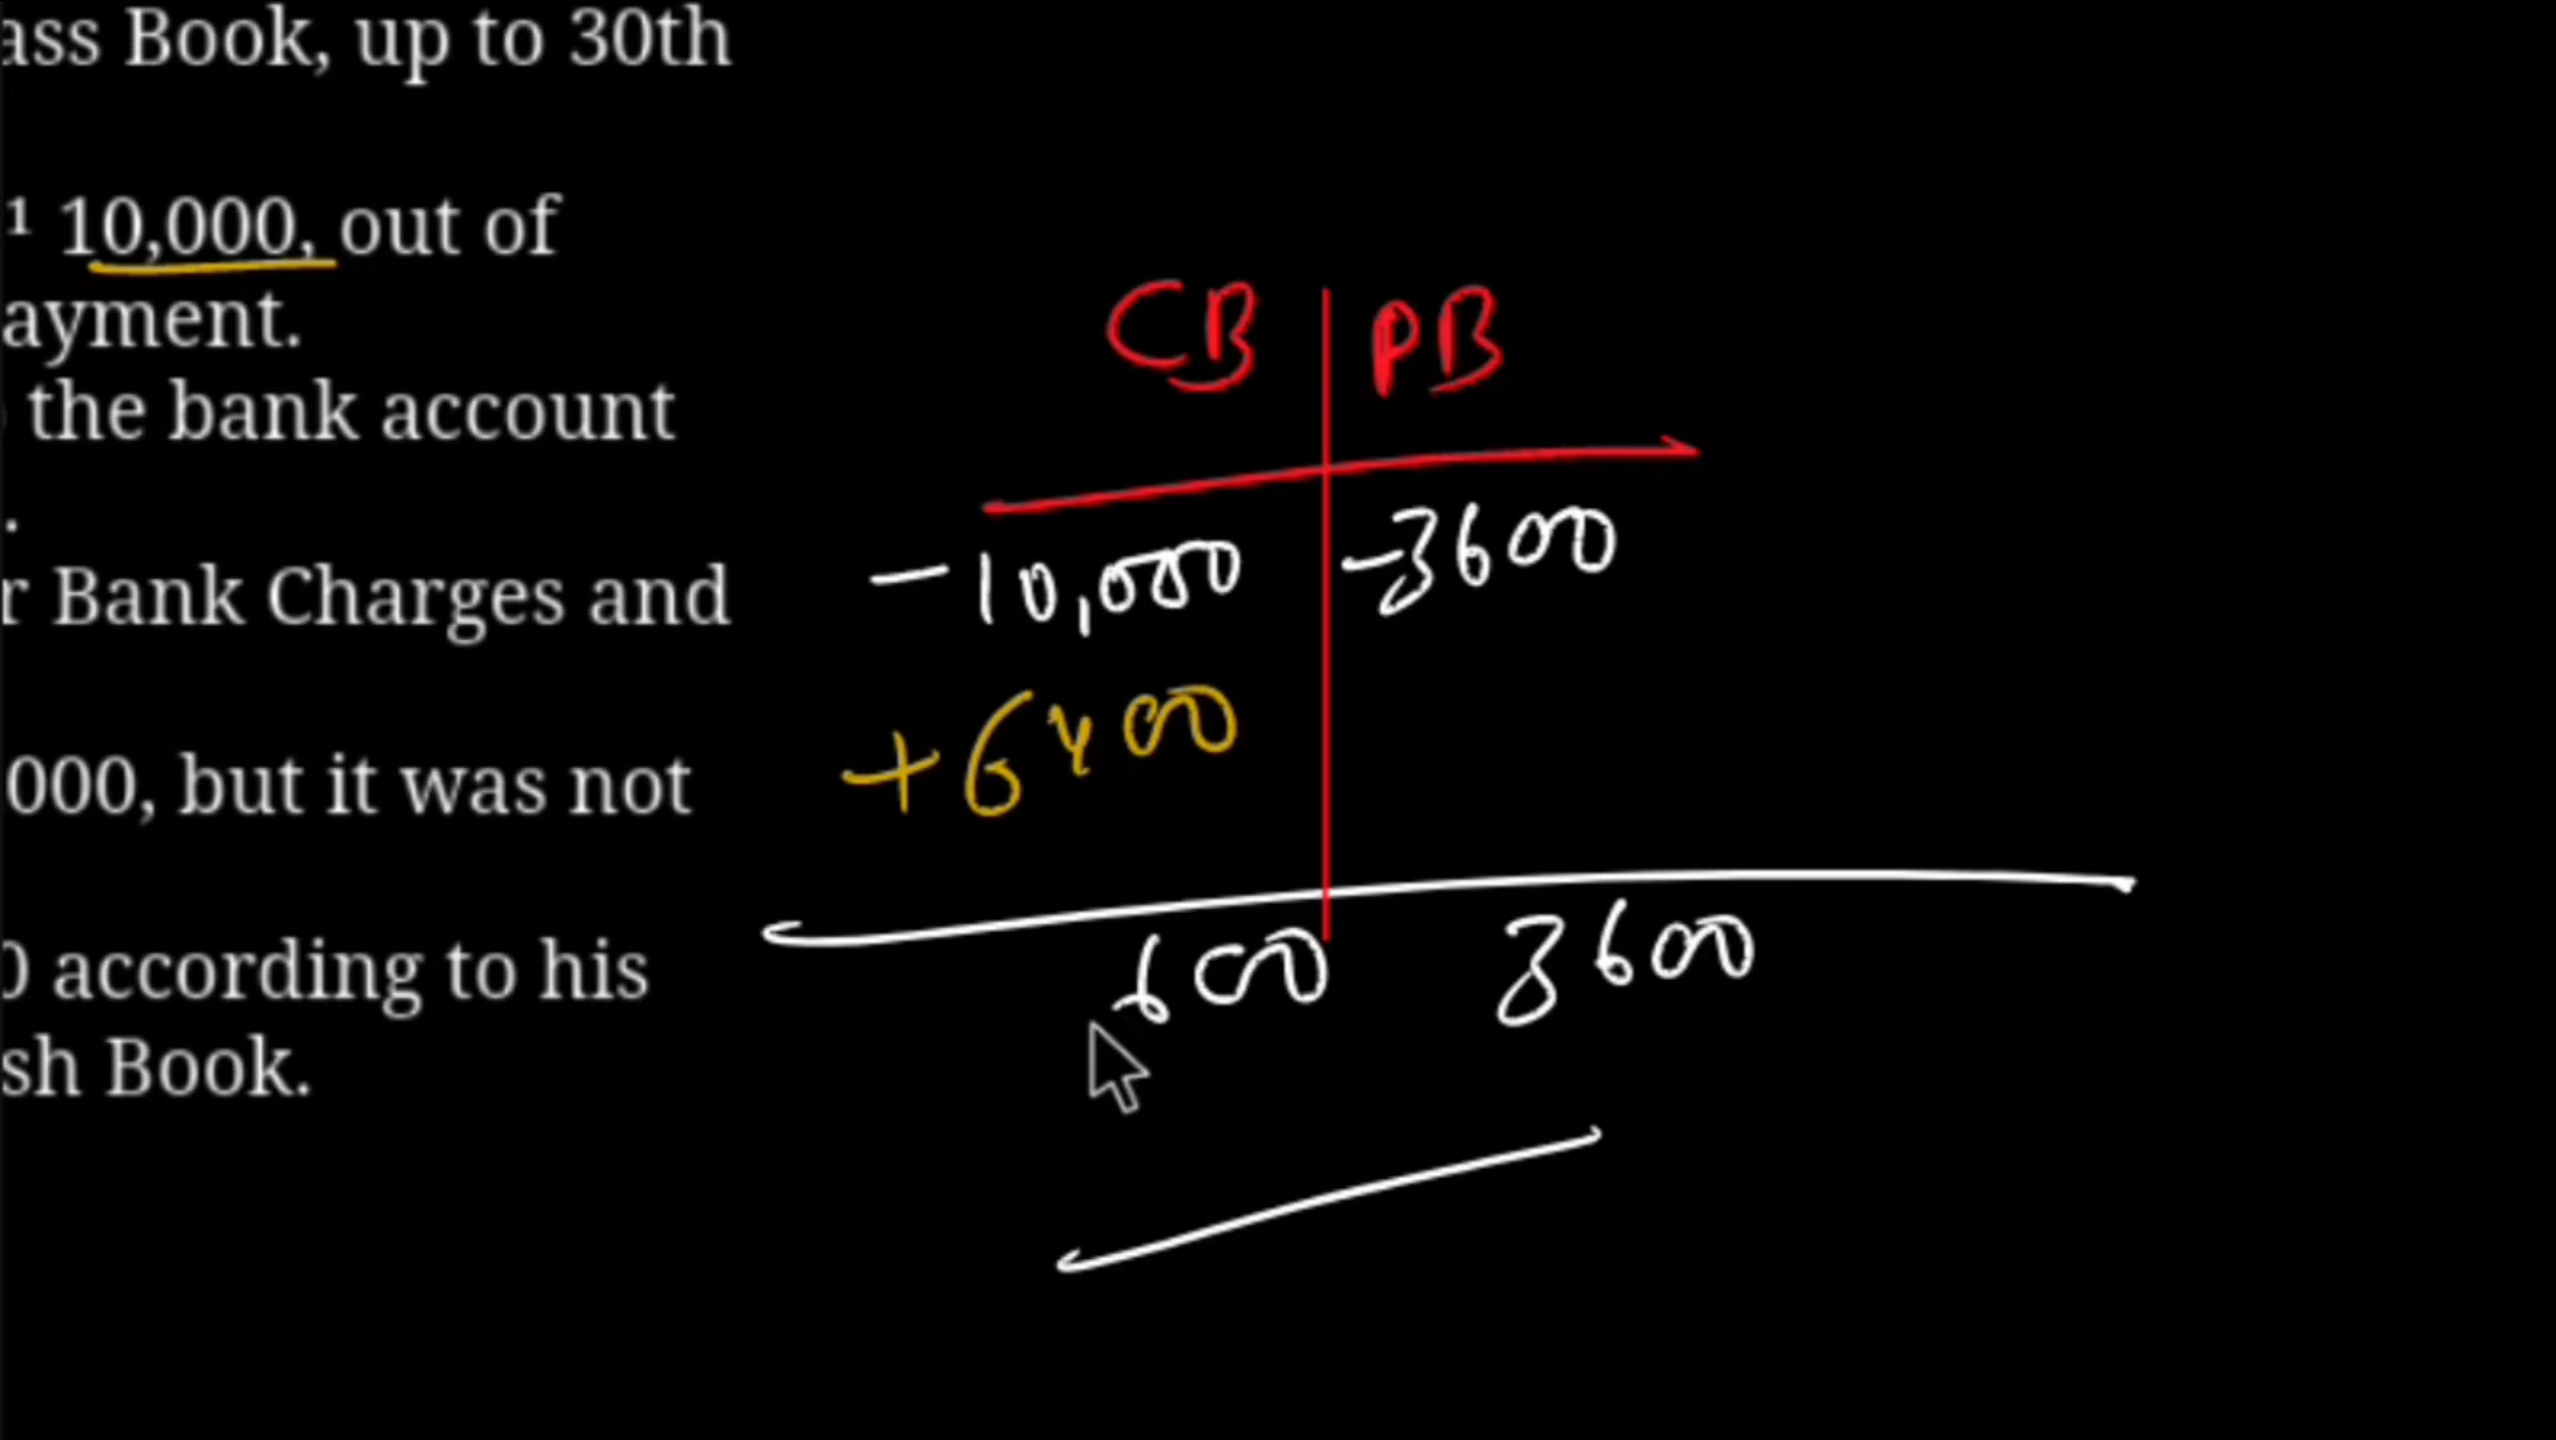 ass Book, up to 30th
¹ 10,000, out of
ayment.
the bank account
.
r Bank Charges and
000, but it was not
0 according to his
sh Book.
CB PB
-10,000 -3600
+6400
600 3600